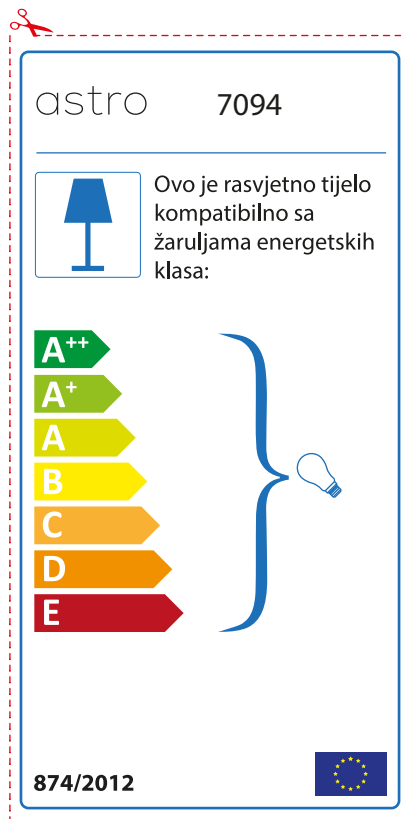 astro 7094
Ovo je rasvjetno tijelo
kompatibilno sa
žaruljama energetskih
klasa:
A++
A+
A
B
C
D
E
874/2012